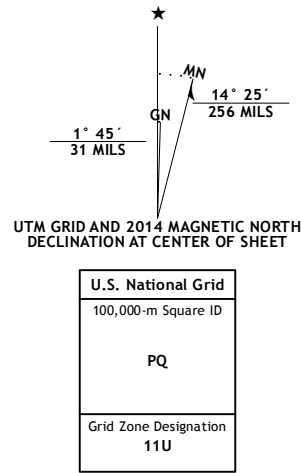 MN
GN
14° 25´
256 MILS
1° 45´
31 MILS
UTM GRID AND 2014 MAGNETIC NORTH
DECLINATION AT CENTER OF SHEET
U.S. National Grid
100,000-m Square ID
PQ
Grid Zone Designation
11U